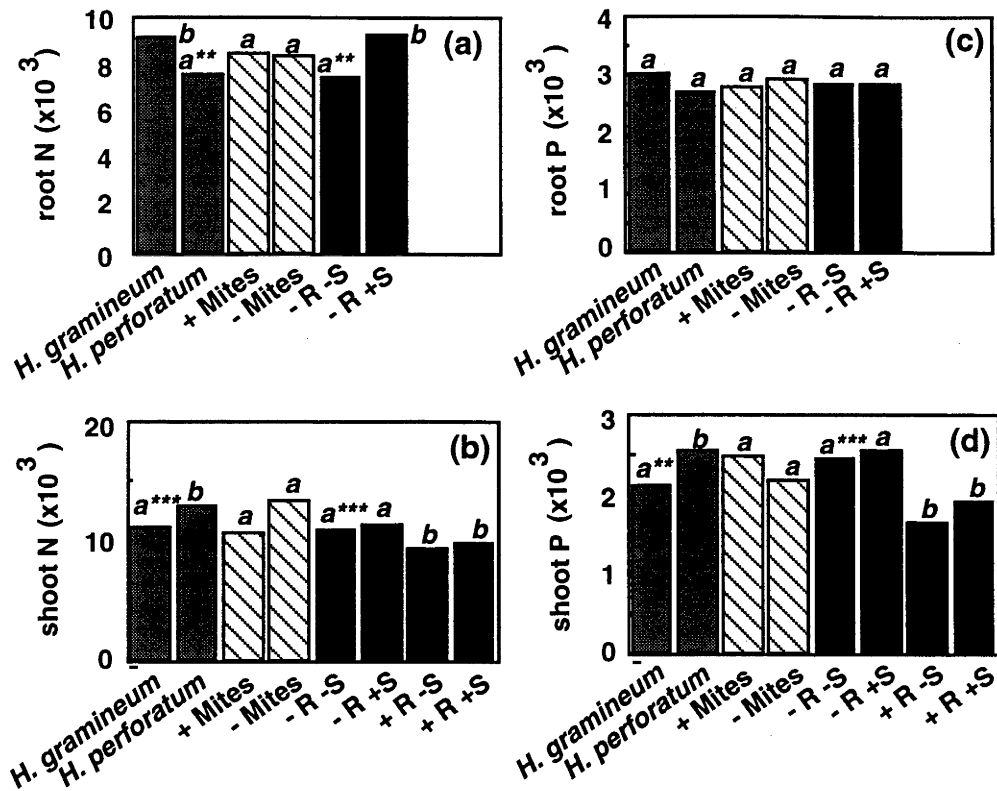 (a)
root N (x10 3)
10
8
6
4
2
0
b
a**
a
a
a**
b
H. gramineum
H. perforatum
+ Mites
- Mites
- R -S
- R +S
(c)
root P (x10 3)
4
3
2
1
0
a
a
a
a
a
a
H. gramineum
H. perforatum
+ Mites
- Mites
- R -S
- R +S
(b)
shoot N (x10 3)
20
10
0
a***
b
a
a
a***
a
b
b
H. gramineum
H. perforatum
+ Mites
- Mites
- R -S
- R +S
+ R -S
+ R +S
(d)
shoot P (x10 3)
3
2
1
0
a**
b
a
a
a***
a
b
b
H. gramineum
H. perforatum
+ Mites
- Mites
- R -S
- R +S
+ R -S
+ R +S